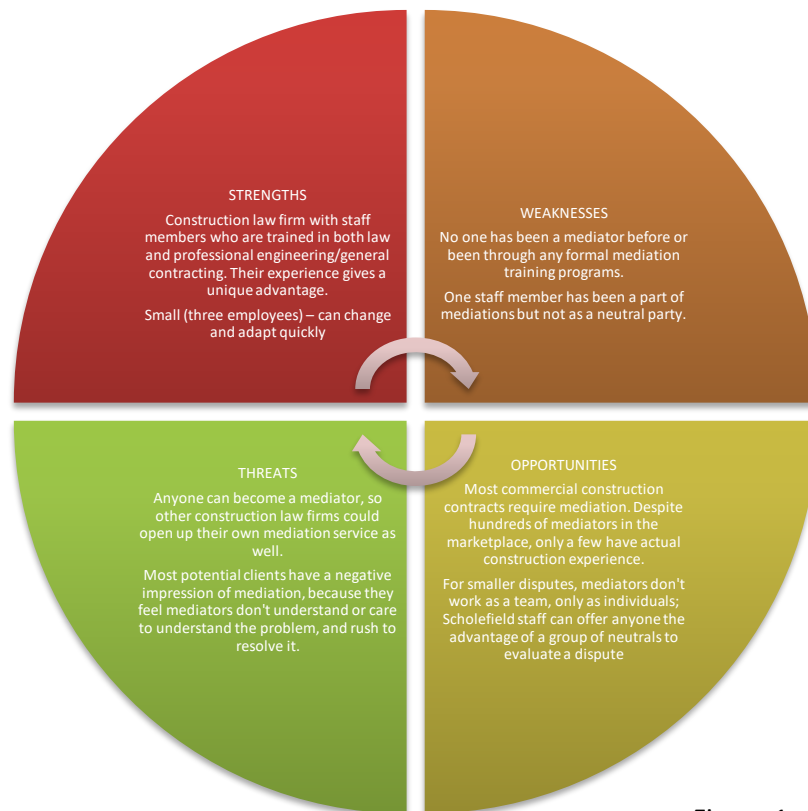 STRENGTHS
Construction law firm with staff
members who are trained in both law
and professional engineering/general
contracting. Their experience gives a
unique advantage.
Small (three employees) – can change
and adapt quickly
WEAKNESSES
No one has been a mediator before or
been through any formal mediation
training programs.
One staff member has been a part of
mediations but not as a neutral party.
THREATS
Anyone can become a mediator, so
other construction law firms could
open up their own mediation service as
well.
Most potential clients have a negative
impression of mediation, because they
feel mediators don't understand or care
to understand the problem, and rush to
resolve it.
OPPORTUNITIES
Most commercial construction
contracts require mediation. Despite
hundreds of mediators in the
marketplace, only a few have actual
construction experience.
For smaller disputes, mediators don't
work as a team, only as individuals;
Scholefield staff can offer anyone the
advantage of a group of neutrals to
evaluate a dispute